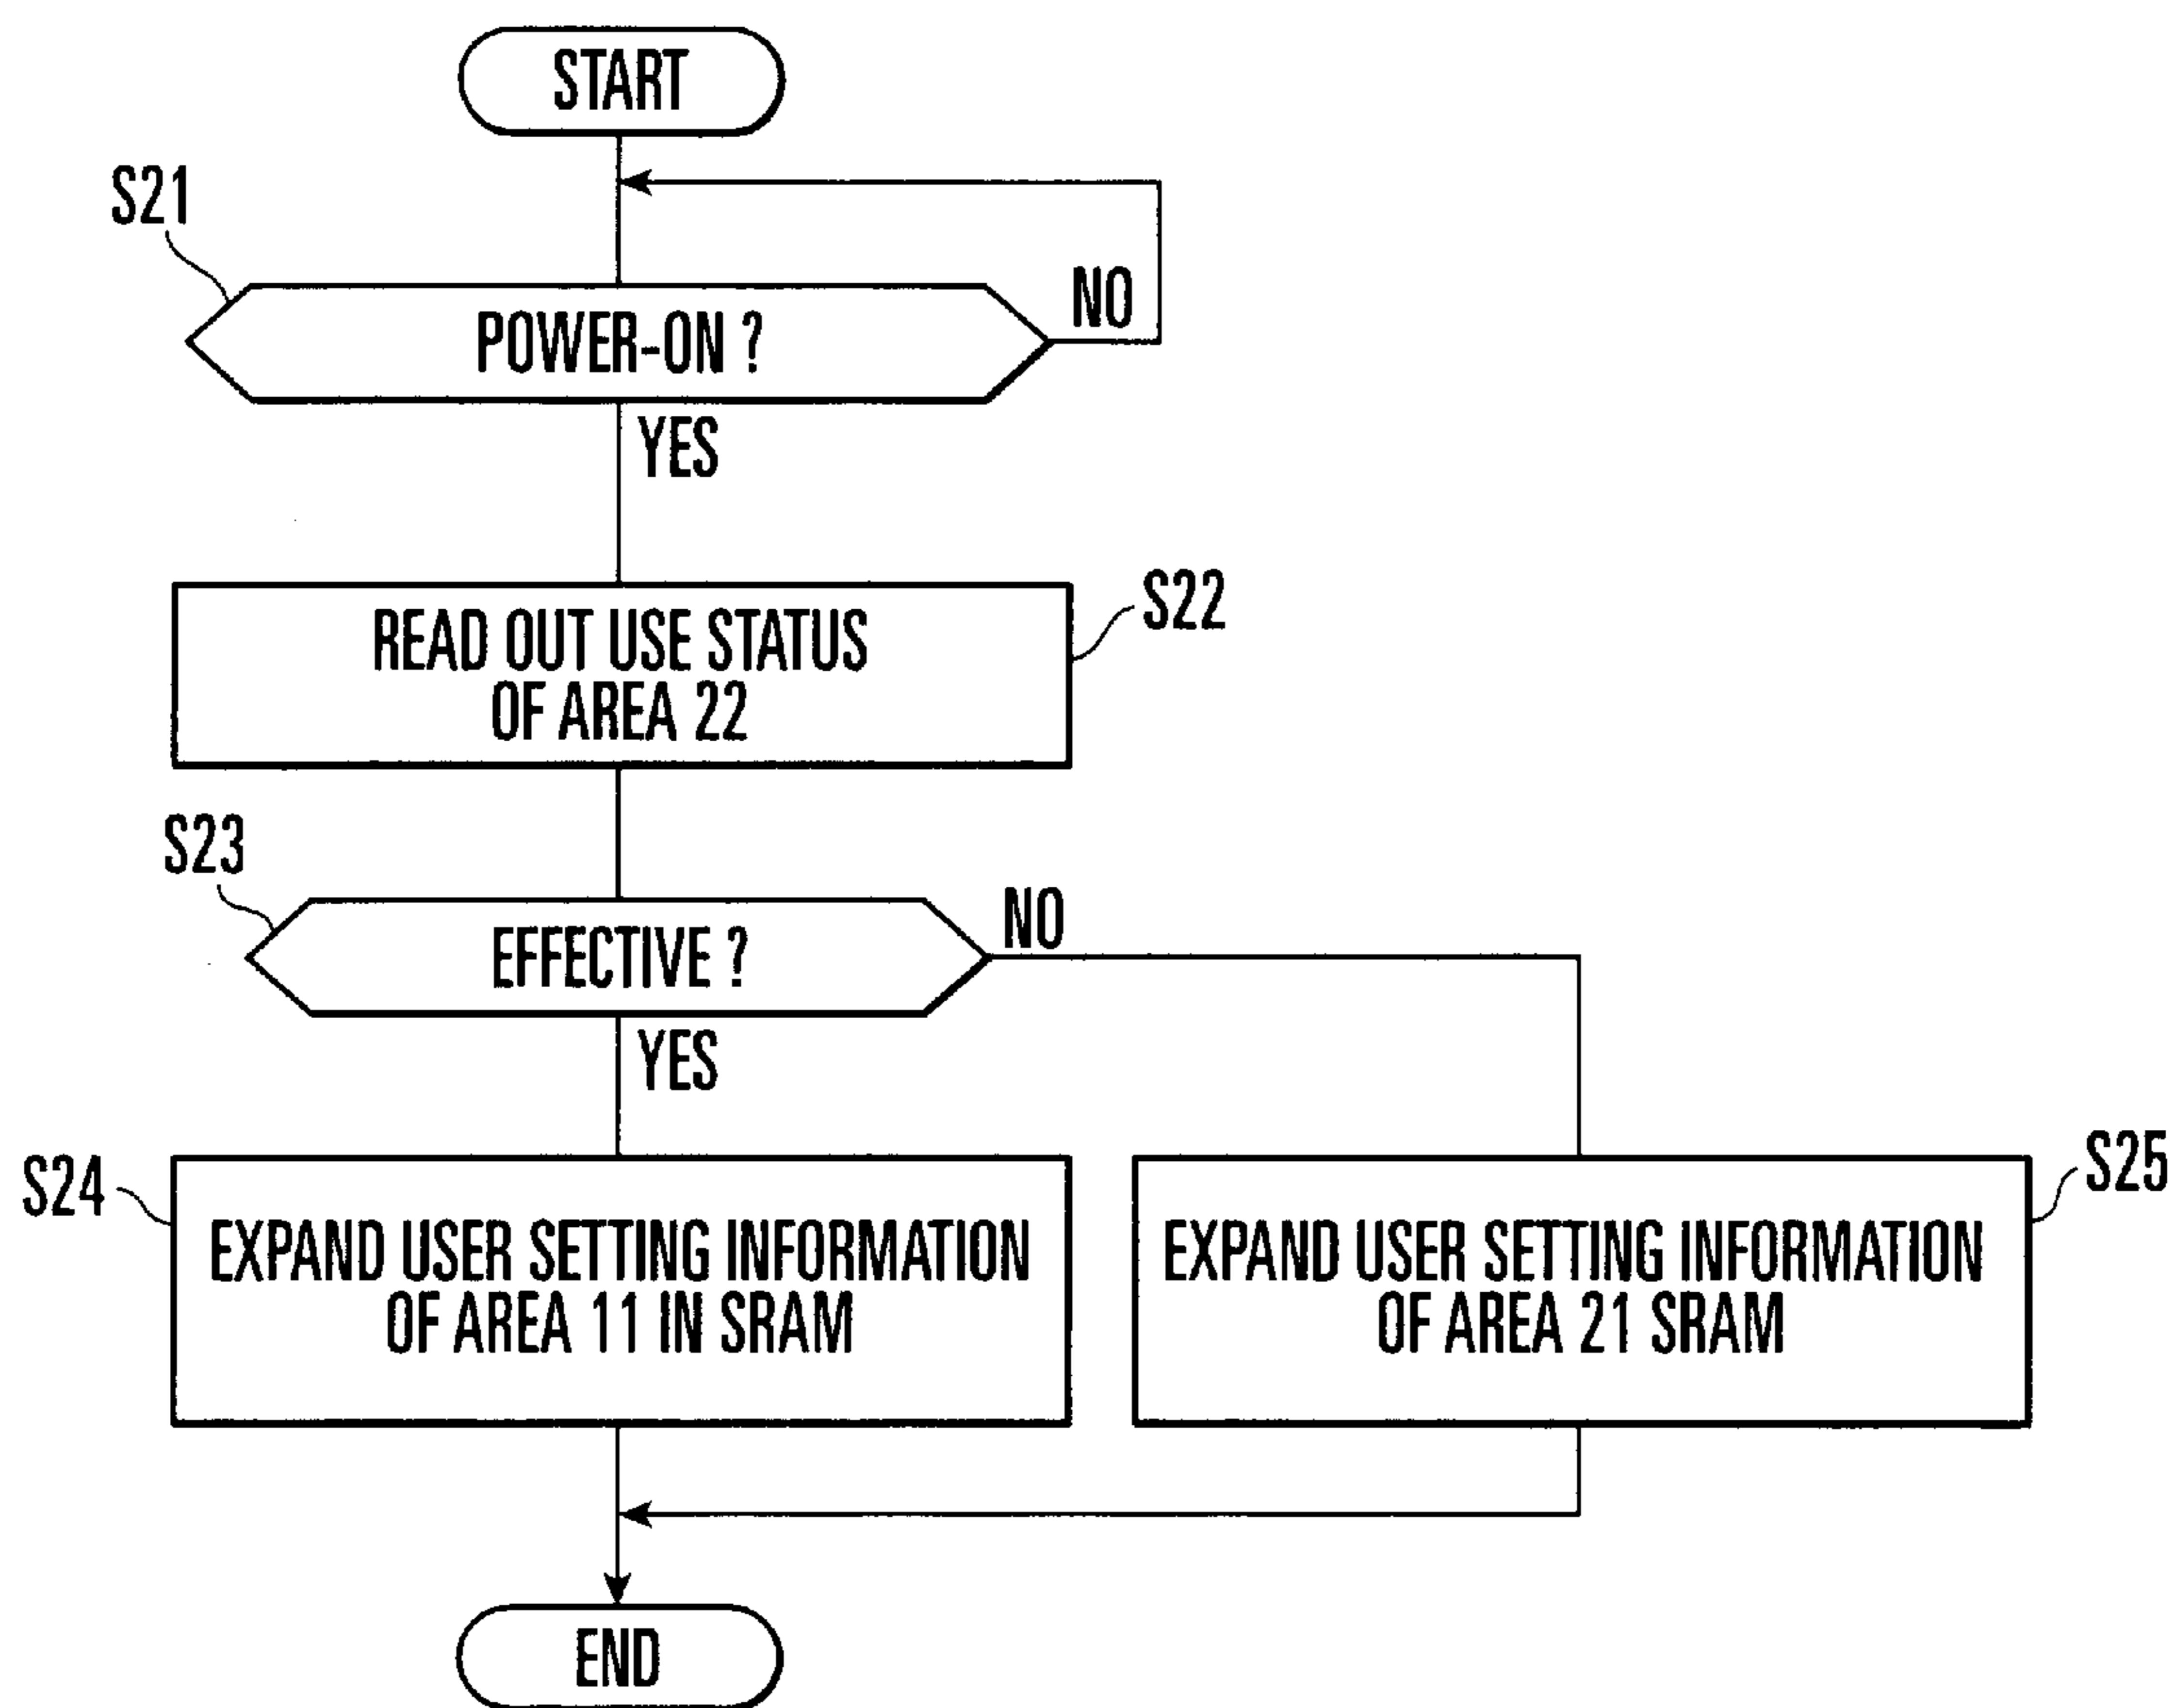 START
S21
NO
POWER-ON ?
YES
READ OUT USE STATUS
OF AREA 22
S22
S23
NO
EFFECTIVE ?
YES
S24
EXPAND USER SETTING INFORMATION
OF AREA 11 IN SRAM
EXPAND USER SETTING INFORMATION
OF AREA 21 SRAM
S25
END